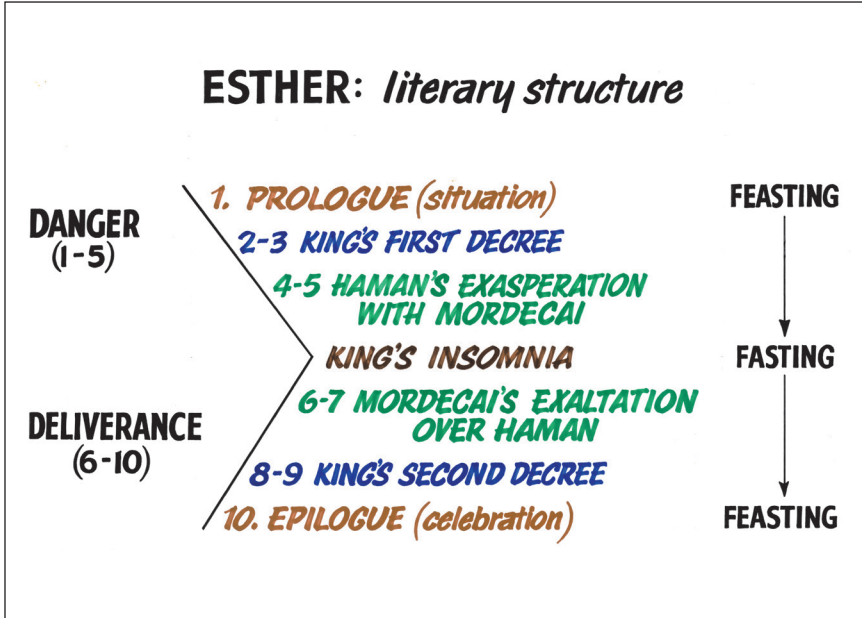 ESTHER: literary structure
DANGER
(1-5)
DELIVERANCE
(6-10)
1. PROLOGUE (situation)
2-3 KING'S FIRST DECREE
4-5 HAMAN'S EXASPERATION
WITH MORDECAI
KING'S INSOMNIA
6-7 MORDECAI'S EXALTATION
OVER HAMAN
8-9 KING'S SECOND DECREE
10. EPILOGUE (celebration)
FEASTING
FASTING
FEASTING